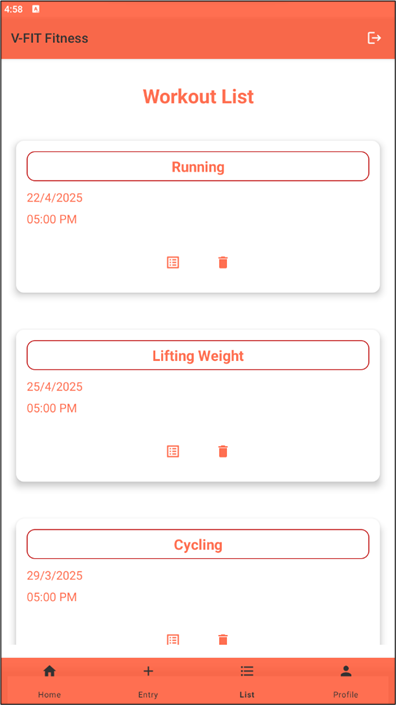 4:58
V-FIT Fitness
Workout List
Running
22/4/2025
05:00 PM
Lifting Weight
25/4/2025
05:00 PM
Cycling
29/3/2025
05:00 PM
Home Entry List Profile